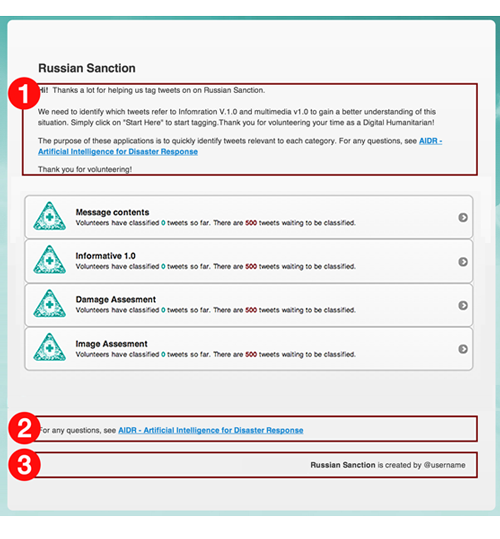 Russian Sanction
1
Hi! Thanks a lot for helping us tag tweets on on Russian Sanction.
We need to identify which tweets refer to Infomration V.1.0 and multimedia v1.0 to gain a better understanding of this
situation. Simply click on "Start Here" to start tagging.Thank you for volunteering your time as a Digital Humanitarian!
The purpose of these applications is to quickly identify tweets relevant to each category. For any questions, see AIDR -
Artificial Intelligence for Disaster Response
Thank you for volunteering!
Message contents
Volunteers have classified 0 tweets so far. There are 500 tweets waiting to be classified.
Informative 1.0
Volunteers have classified 0 tweets so far. There are 500 tweets waiting to be classified.
Damage Assesment
Volunteers have classified 0 tweets so far. There are 500 tweets waiting to be classified.
Image Assesment
Volunteers have classified 0 tweets so far. There are 500 tweets waiting to be classified.
2
For any questions, see AIDR - Artificial Intelligence for Disaster Response
3
Russian Sanction is created by @username